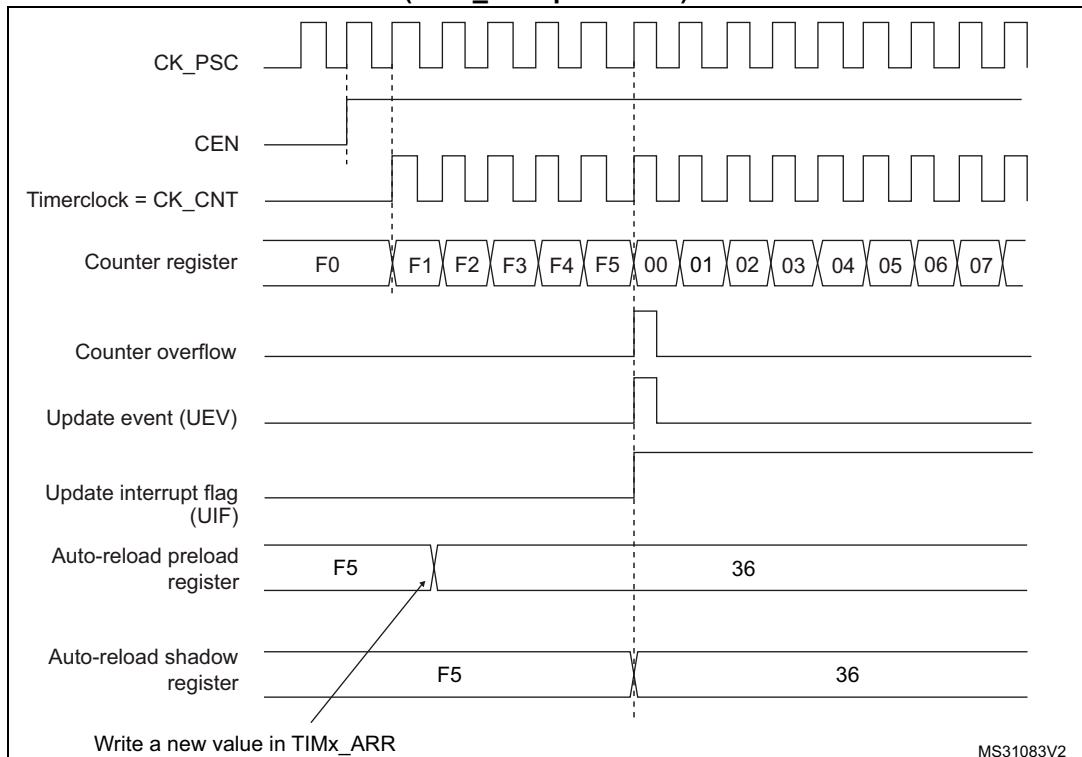 CK_PSC
CEN
Timerclock = CK_CNT
Counter register
F0 F1 F2 F3 F4 F5 00 01 02 03 04 05 06 07
Counter overflow
Update event (UEV)
Update interrupt flag
(UIF)
Auto-reload preload
register
F5 36
Auto-reload shadow
register
F5 36
Write a new value in TIMx_ARR
MS31083V2